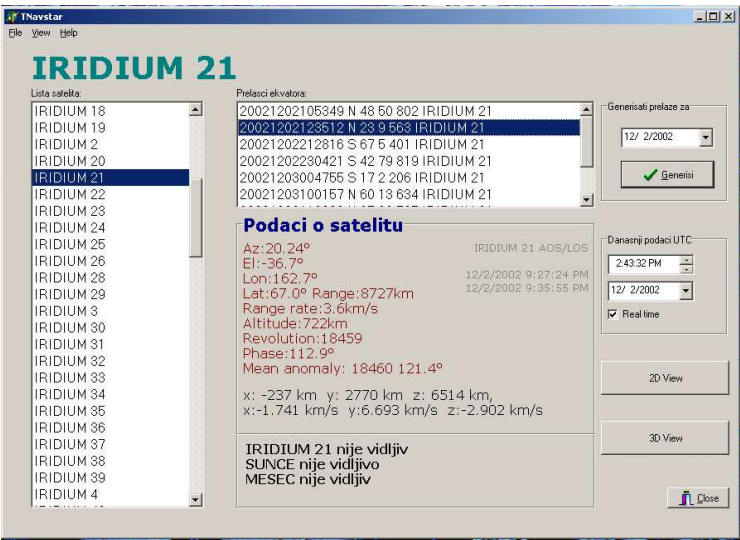 TNavstar
File View Help
IRIDIUM 21
Lista satelita:
IRIDIUM 18
IRIDIUM 19
IRIDIUM 2
IRIDIUM 20
IRIDIUM 21
IRIDIUM 22
IRIDIUM 23
IRIDIUM 24
IRIDIUM 25
IRIDIUM 26
IRIDIUM 28
IRIDIUM 29
IRIDIUM 3
IRIDIUM 30
IRIDIUM 31
IRIDIUM 32
IRIDIUM 33
IRIDIUM 34
IRIDIUM 35
IRIDIUM 36
IRIDIUM 37
IRIDIUM 38
IRIDIUM 39
IRIDIUM 4
Prelasci ekvatora:
20021202105349 N 48 50 802 IRIDIUM 21
20021202123512 N 23 9 563 IRIDIUM 21
20021202212816 S 67 5 401 IRIDIUM 21
20021202230421 S 42 79 819 IRIDIUM 21
20021203004755 S 17 2 206 IRIDIUM 21
20021203100157 N 60 13 634 IRIDIUM 21
Podaci o satelitu
Az:20.24º
El:-36.7º
Lon:162.7º
Lat:67.0º Range:8727km
Range rate:3.6km/s
Altitude:722km
Revolution:18459
Phase:112.9º
Mean anomaly: 18460 121.4º
IRIDIUM 21 AOS/LOS
12/2/2002 9:27:24 PM
12/2/2002 9:35:55 PM
x: -237 km y: 2770 km z: 6514 km,
x:-1.741 km/s y:6.693 km/s z:-2.902 km/s
IRIDIUM 21 nije vidljiv
SUNCE nije vidljivo
MESEC nije vidljiv
Generisati prelaze za
12/ 2/2002
Generisi
Danasnji podaci UTC
2:43:32 PM
12/ 2/2002
Real time
2D View
3D View
Close